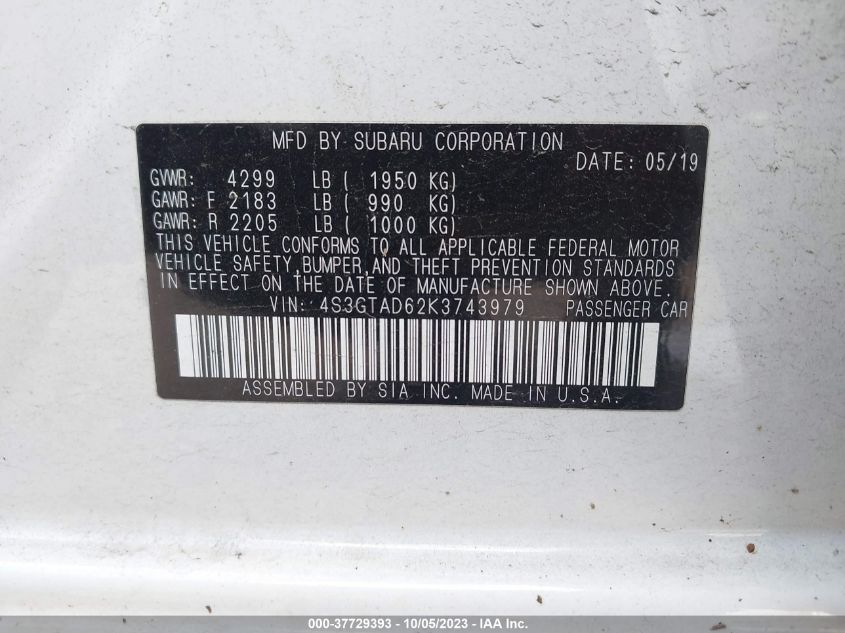 MFD BY SUBARU CORPORATION
DATE: 05/19
GVWR: 4299 LB ( 1950 KG)
GAWR: F 2183 LB ( 990 KG)
GAWR: R 2205 LB ( 1000 KG)
THIS VEHICLE CONFORMS TO ALL APPLICABLE FEDERAL MOTOR
VEHICLE SAFETY, BUMPER, AND THEFT PREVENTION STANDARDS
IN EFFECT ON THE DATE OF MANUFACTURE SHOWN ABOVE.
VIN: 4S3GTAD62K3743979 PASSENGER CAR
ASSEMBLED BY SIA INC. MADE IN U.S.A.
000-37729393 - 10/05/2023 - IAA Inc.